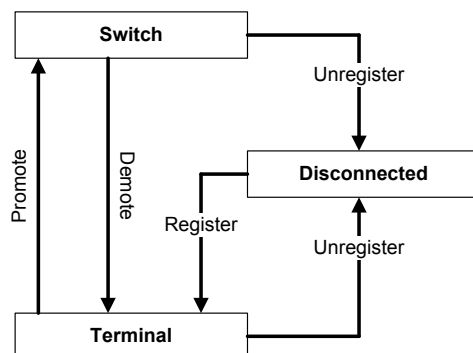 Switch
Unregister
Promote
Demote
Disconnected
Register
Unregister
Terminal